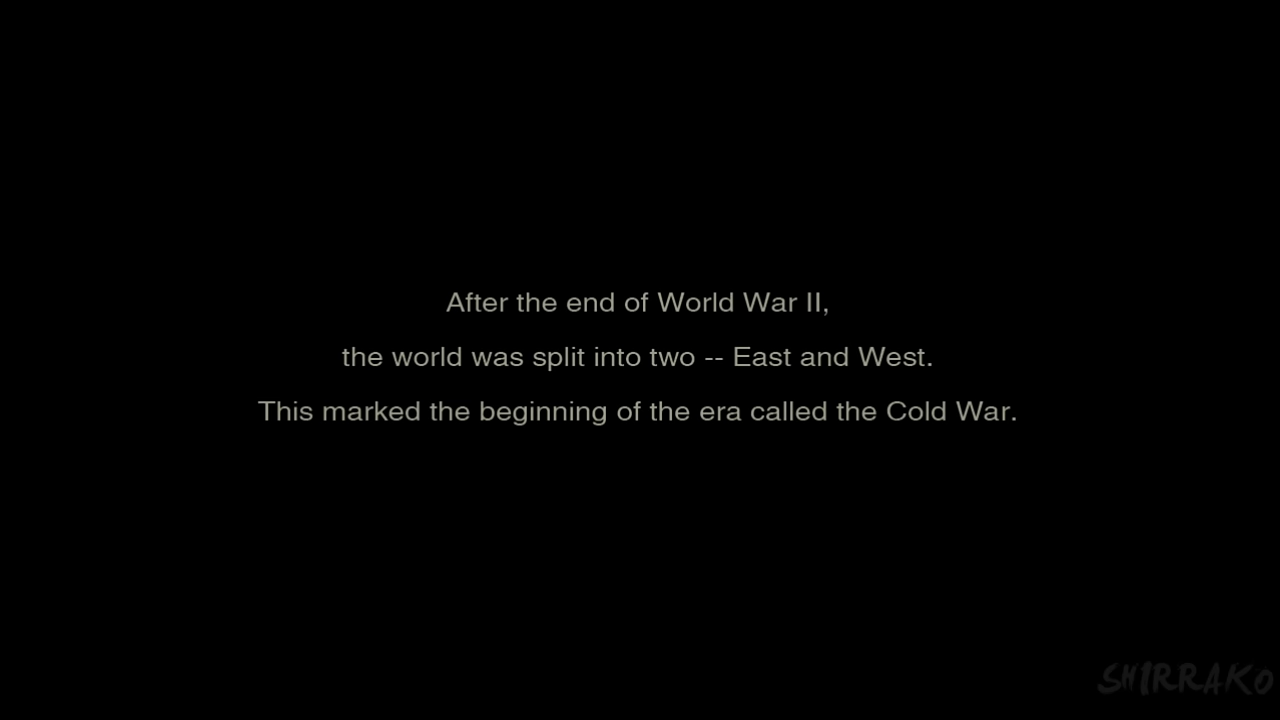 After the end of World War II,
the world was split into two -- East and West.
This marked the beginning of the era called the Cold War.
SHIRRAKO